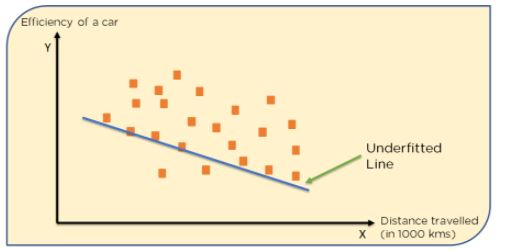 Efficiency of a car
Y
Underfitted
Line
Distance travelled
X (in 1000 kms)